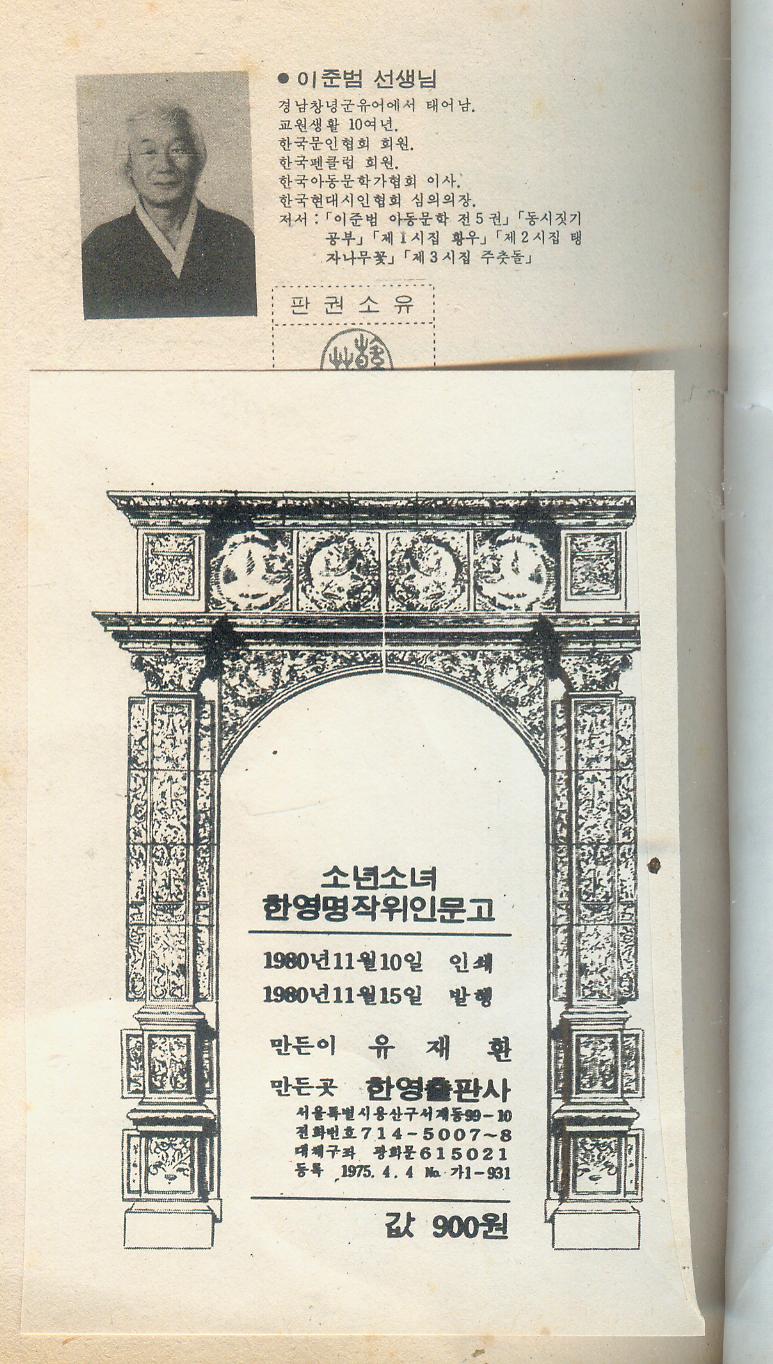 ● 이준범 선생님
경남창녕군유어에서 태어남.
교원생활 10여년.
한국문인협회 회원.
한국펜클럽 회원.
한국아동문학가협회 이사.
한국현대시인협회 심의의장.
저서:「이준범 아동문학 전5권」「동시짓기
공부」「제1시집 황우」「제2시집 탱
자나무꽃」「제3시집 주춧돌」
판권소유
소년소녀
한영명작위인문고
1980년11월10일 인쇄
1980년11월15일 발행
만든이 유재환
만든곳 한영출판사
서울특별시용산구서계동99-10
전화번호714-5007~8
대체구좌 광화문615021
등록 1975. 4. 4 № 가1-931
값 900원